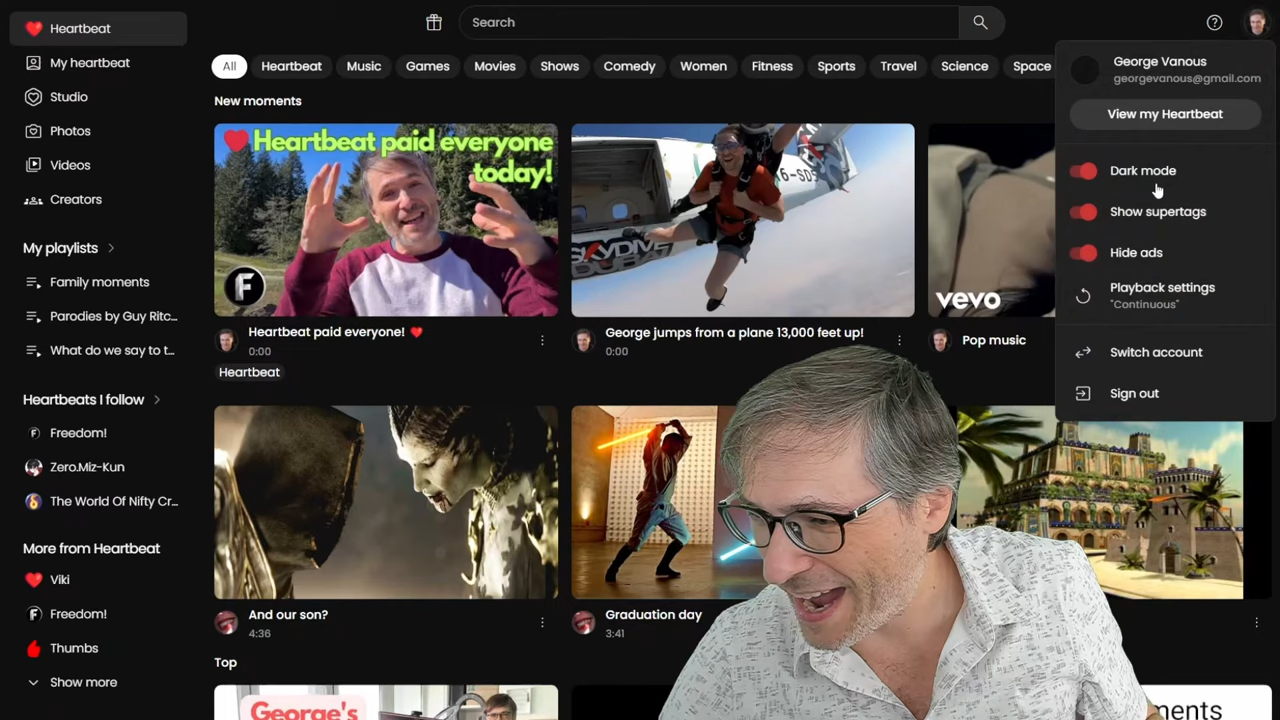 Heartbeat
My heartbeat
Studio
Photos
Videos
Creators
My playlists
Family moments
Parodies by Guy Ritc...
What do we say to t...
Heartbeats I follow
Freedom!
Zero.Miz-Kun
The World Of Nifty Cr...
More from Heartbeat
Viki
Freedom!
Thumbs
Show more
Search
All Heartbeat Music Games Movies Shows Comedy Women Fitness Sports Travel Science Space
New moments
Heartbeat paid everyone
today!
F
Heartbeat paid everyone! ❤️
0:00
Heartbeat
6-SDS
SKYDIVE
DUBAI
George jumps from a plane 13,000 feet up!
0:00
vevo
Pop music
And our son?
4:36
Graduation day
3:41
Top
George's
ments
George Vanous
georgevanous@gmail.com
View my Heartbeat
Dark mode
Show supertags
Hide ads
Playback settings
"Continuous"
Switch account
Sign out